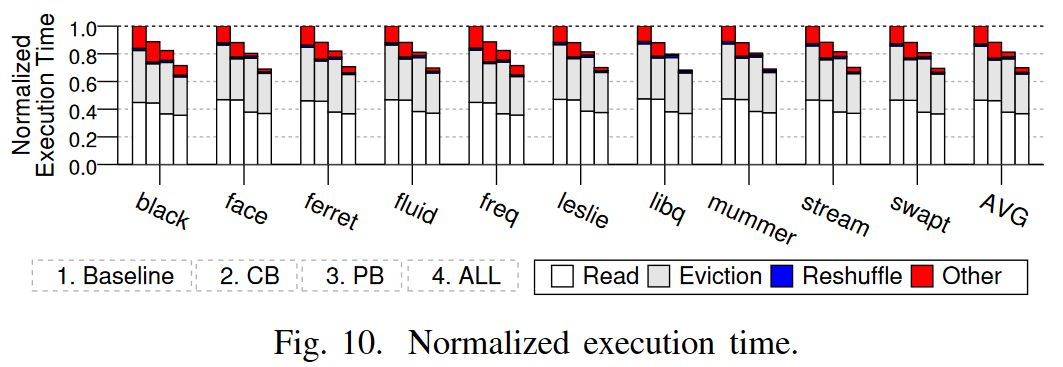 Normalized
Execution Time
1.0
0.8
0.6
0.4
0.2
0.0
black face ferret fluid freq leslie libq mummer stream swapt AVG
1. Baseline 2. CB 3. PB 4. ALL Read Eviction Reshuffle Other
Fig. 10. Normalized execution time.